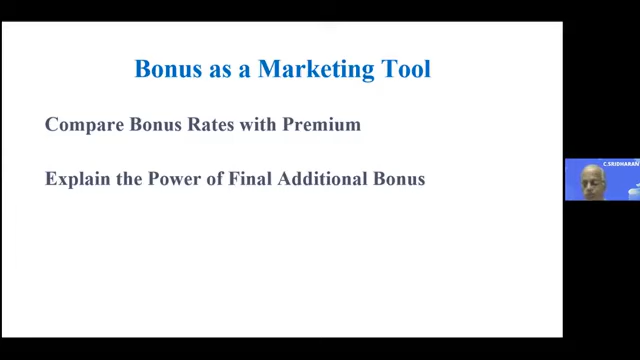 Bonus as a Marketing Tool
Compare Bonus Rates with Premium
Explain the Power of Final Additional Bonus
C.SRIDHARAN